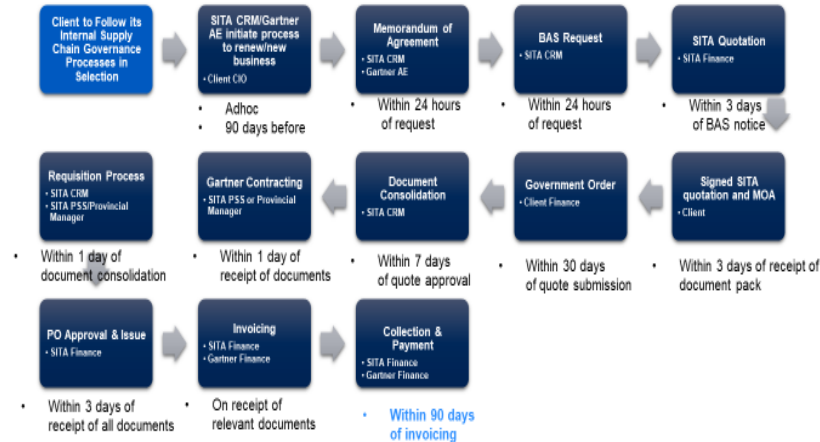 Client to Follow its
Internal Supply
Chain Governance
Processes in
Selection
SITA CRM/Gartner
AE initiate process
to renew/new
business
• Client CIO
• Adhoc
• 90 days before
Memorandum of
Agreement
• SITA CRM
• Gartner AE
• Within 24 hours
of request
BAS Request
• SITA CRM
• Within 24 hours
of request
SITA Quotation
• SITA Finance
• Within 3 days
of BAS notice
Signed SITA
quotation and MOA
• Client
• Within 3 days of receipt of
document pack
Government Order
• Client Finance
• Within 30 days
of quote submission
Document
Consolidation
• SITA CRM
• Within 7 days
of quote approval
Gartner Contracting
• SITA PSS or Provincial
Manager
• Within 1 day of
receipt of documents
Requisition Process
• SITA CRM
• SITA PSS/Provincial
Manager
• Within 1 day of
document consolidation
PO Approval & Issue
• SITA Finance
• Within 3 days of
receipt of all documents
Invoicing
• SITA Finance
• Gartner Finance
• On receipt of
relevant documents
Collection &
Payment
• SITA Finance
• Gartner Finance
• Within 90 days
of invoicing